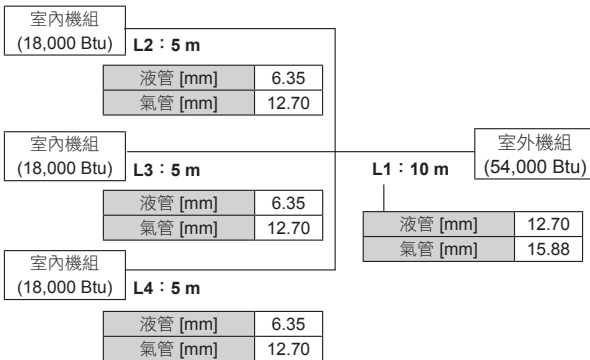 室內機組
(18,000 Btu)
L2：5 m
液管 [mm] 6.35
氣管 [mm] 12.70
室內機組
(18,000 Btu)
L3：5 m
液管 [mm] 6.35
氣管 [mm] 12.70
室內機組
(18,000 Btu)
L4：5 m
液管 [mm] 6.35
氣管 [mm] 12.70
L1：10 m
室外機組
(54,000 Btu)
液管 [mm] 12.70
氣管 [mm] 15.88